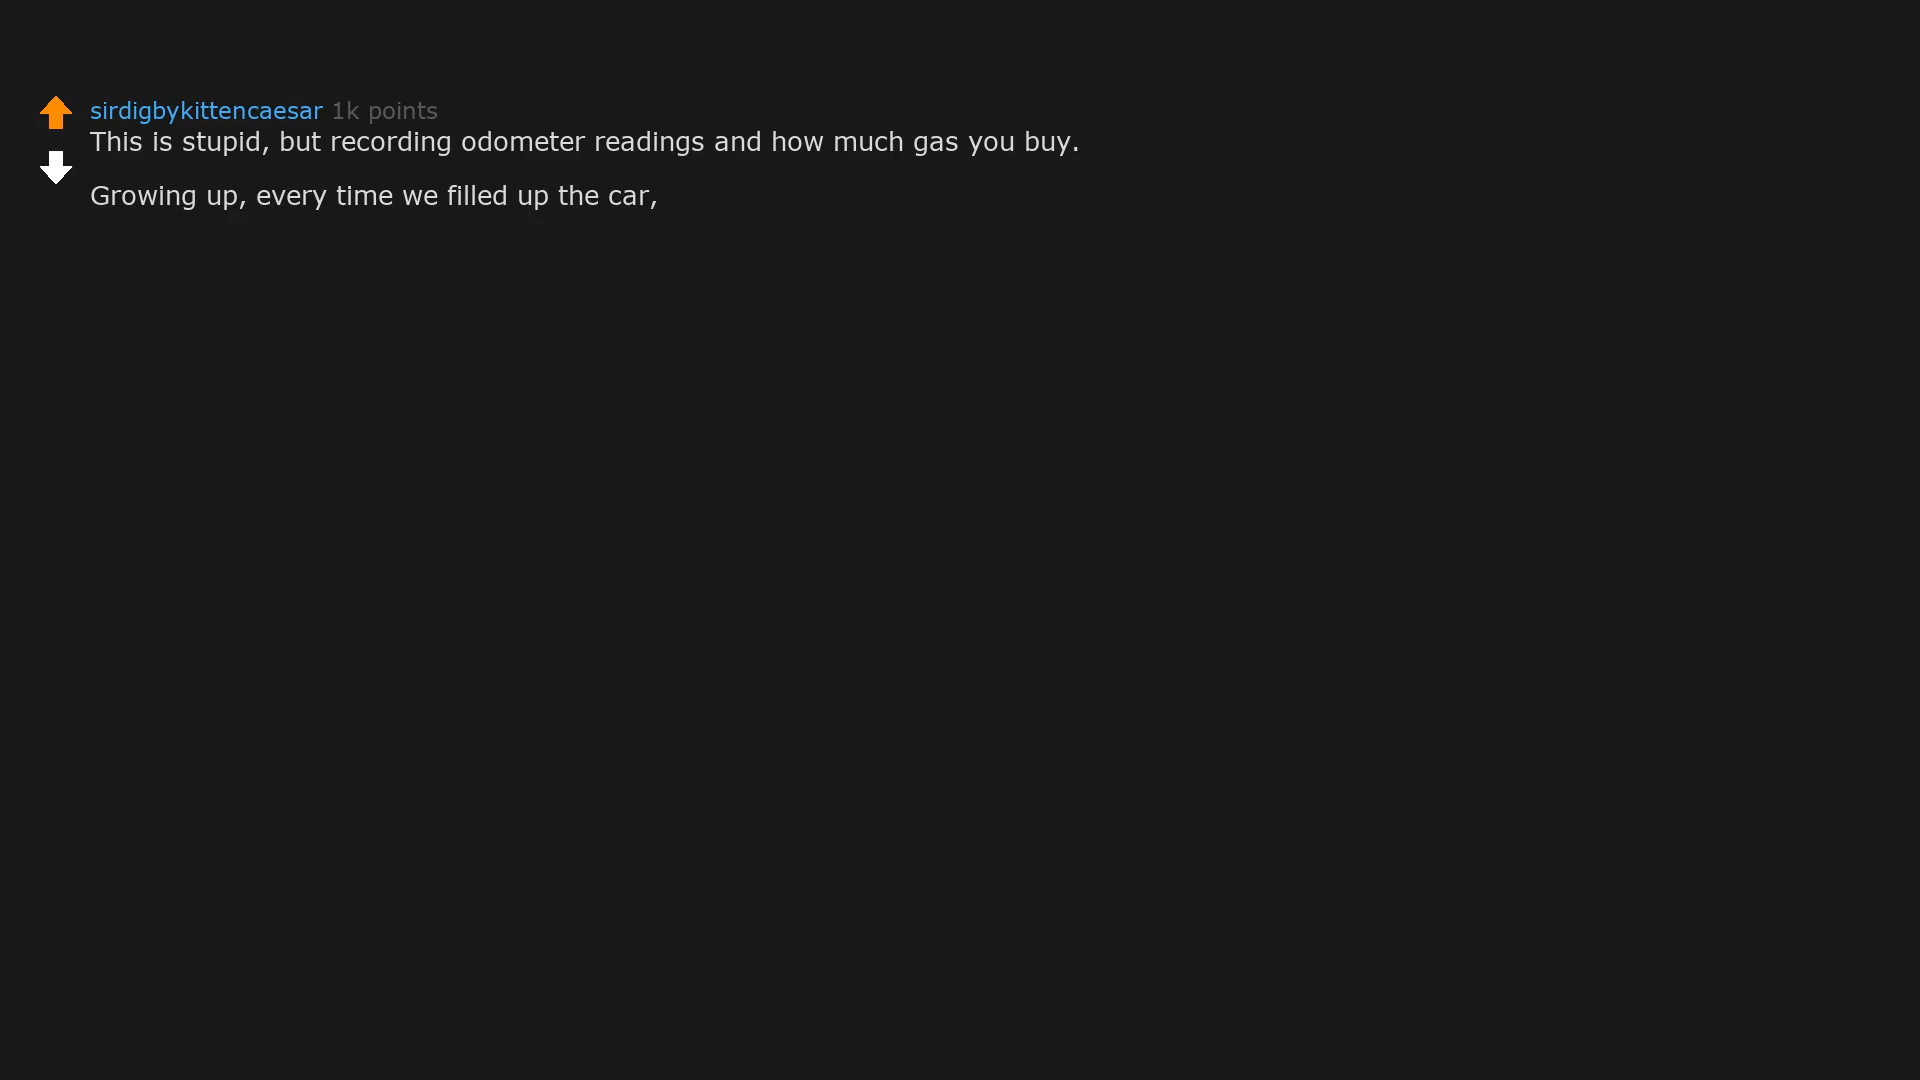 sirdigbykittencaesar 1k points
This is stupid, but recording odometer readings and how much gas you buy.
Growing up, every time we filled up the car,